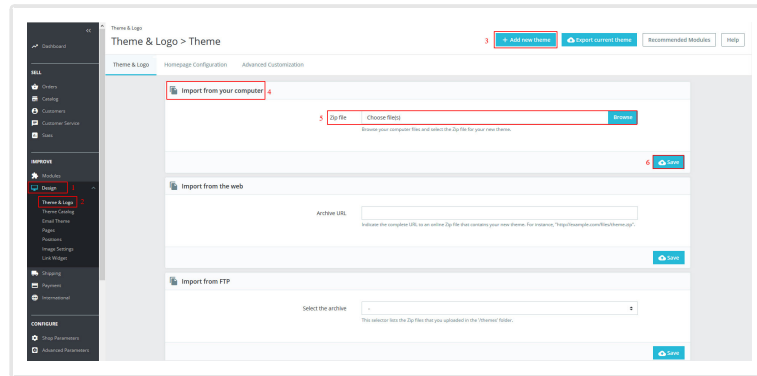 «
Dashboard
SELL
Orders
Catalog
Customers
Customer Service
Stats
IMPROVE
Modules
Design 1
Theme & Logo 2
Theme Catalog
Email Theme
Pages
Positions
Image Settings
Link Widget
Shipping
Payment
International
CONFIGURE
Shop Parameters
Advanced Parameters
Theme & Logo
Theme & Logo > Theme
3 + Add new theme Export current theme Recommended Modules Help
Theme & Logo Homepage Configuration Advanced Customization
Import from your computer 4
5 Zip file Choose file(s) Browse
Browse your computer files and select the Zip file for your new theme.
6 Save
Import from the web
Archive URL
Indicate the complete URL to an online Zip file that contains your new theme. For instance, "http://example.com/files/theme.zip".
Save
Import from FTP
Select the archive -
This selector lists the Zip files that you uploaded in the '/themes' folder.
Save